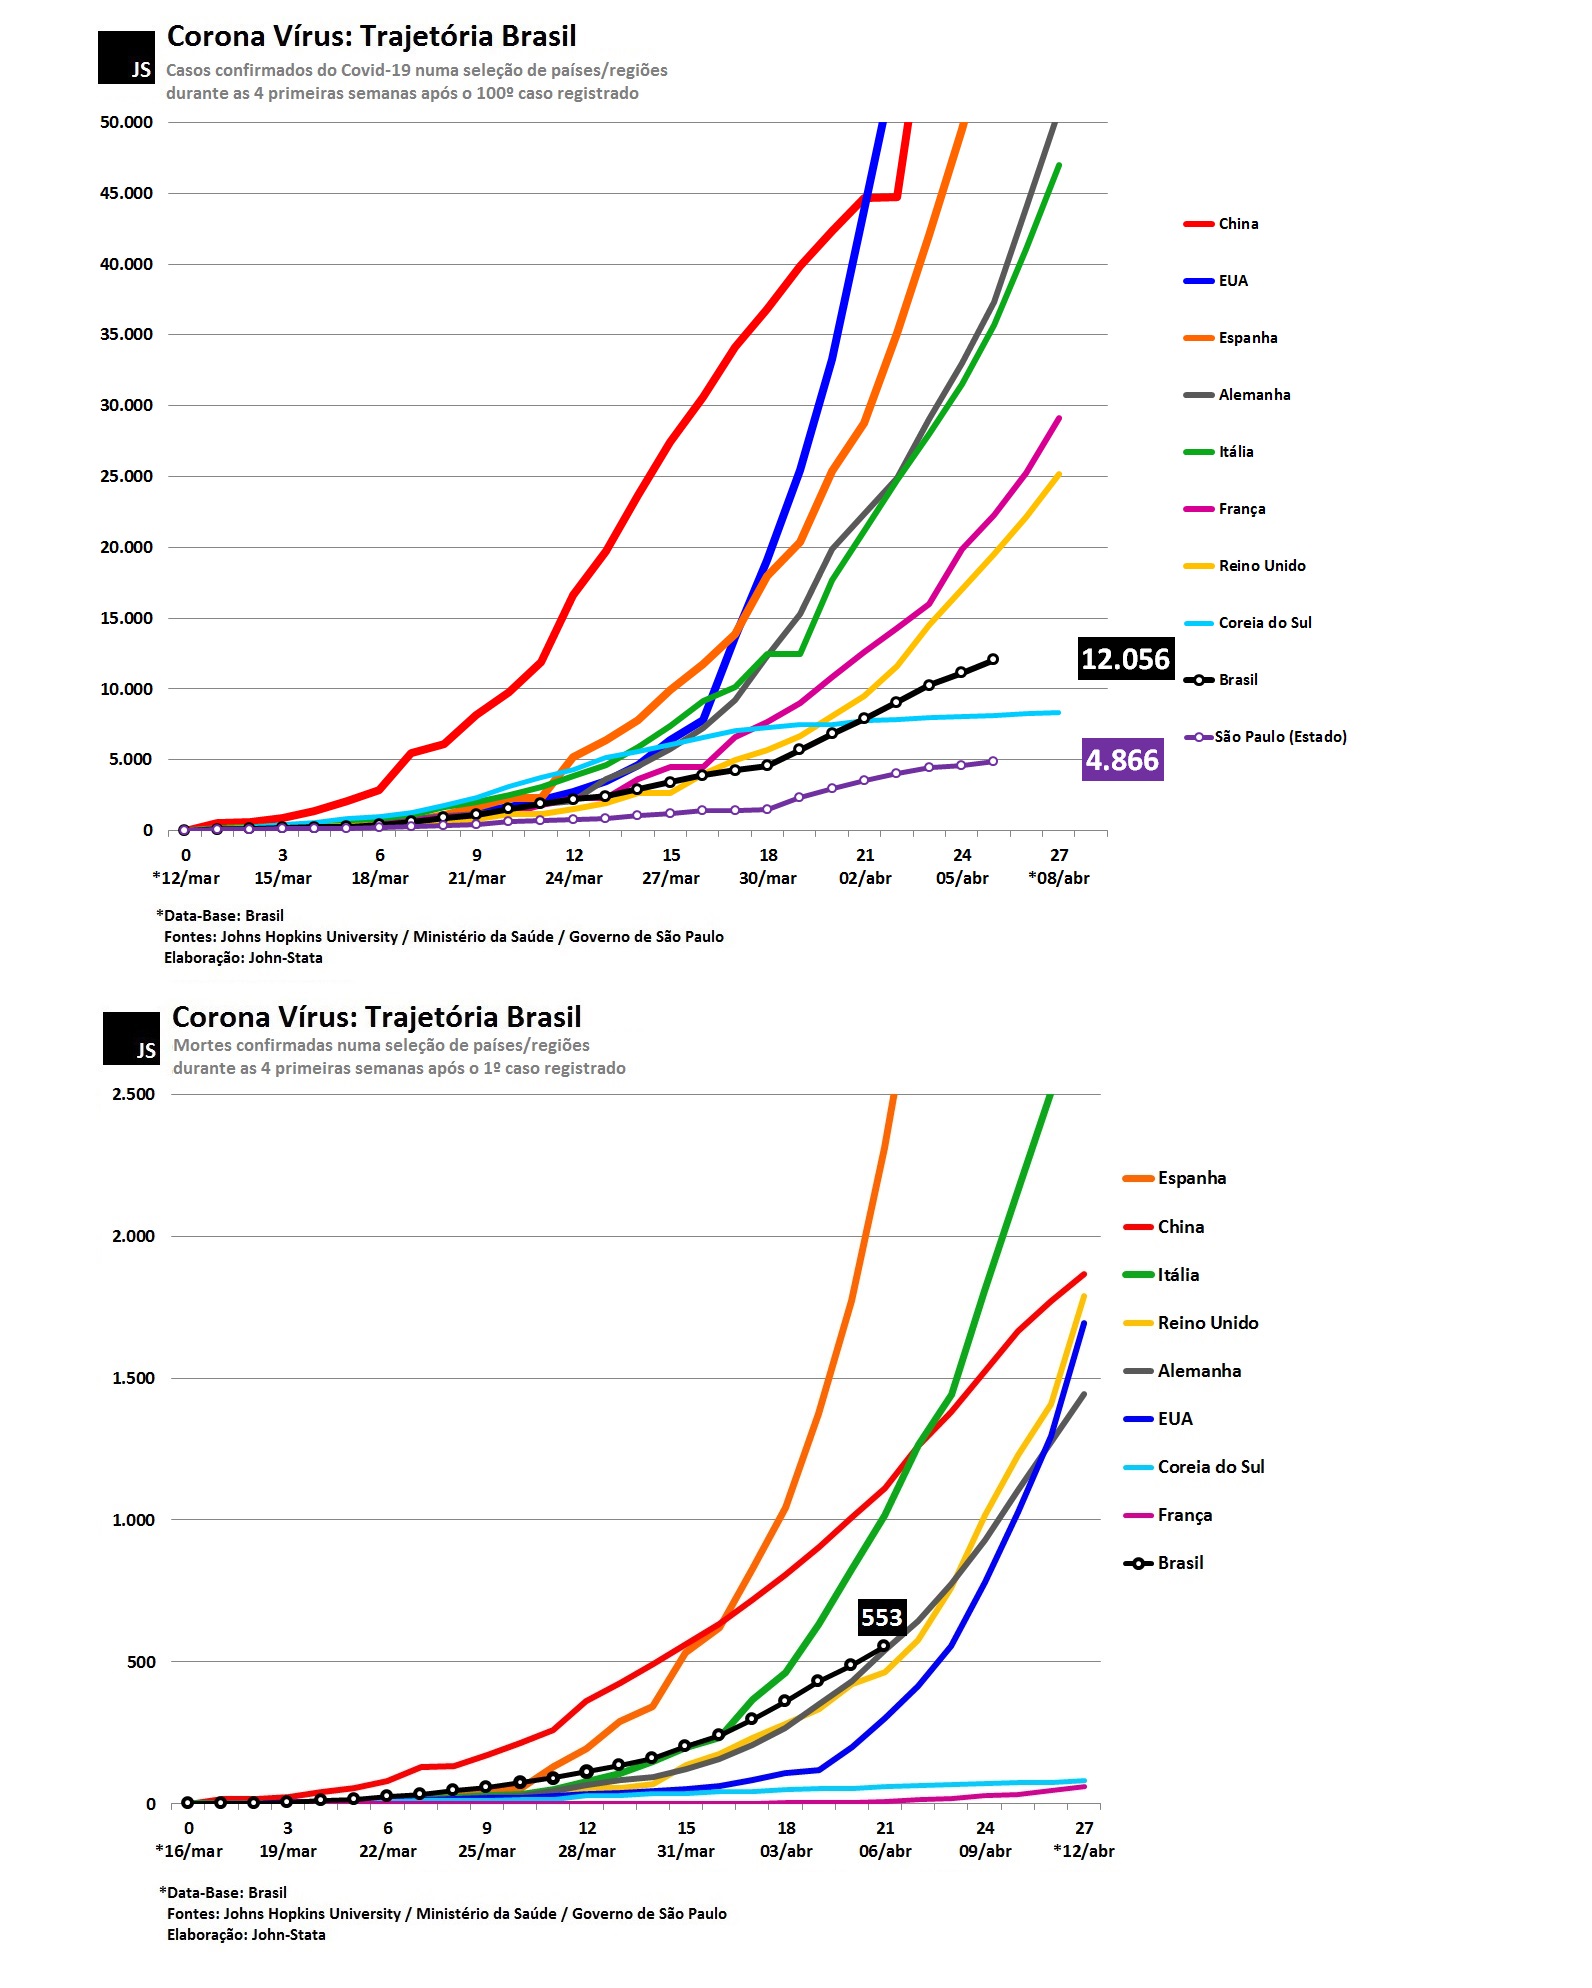 JS
Corona Vírus: Trajetória Brasil
Casos confirmados do Covid-19 numa seleção de países/regiões
durante as 4 primeiras semanas após o 100º caso registrado
50.000
45.000
40.000
35.000
30.000
25.000
20.000
15.000
10.000
5.000
0
China
EUA
Espanha
Alemanha
Itália
França
Reino Unido
Coreia do Sul
12.056
Brasil
São Paulo (Estado)
4.866
0 3 6 9 12 15 18 21 24 27
*12/mar 15/mar 18/mar 21/mar 24/mar 27/mar 30/mar 02/abr 05/abr *08/abr
*Data-Base: Brasil
Fontes: Johns Hopkins University / Ministério da Saúde / Governo de São Paulo
Elaboração: John-Stata
JS
Corona Vírus: Trajetória Brasil
Mortes confirmadas numa seleção de países/regiões
durante as 4 primeiras semanas após o 1º caso registrado
2.500
2.000
1.500
1.000
500
0
Espanha
China
Itália
Reino Unido
Alemanha
EUA
Coreia do Sul
França
Brasil
553
0 3 6 9 12 15 18 21 24 27
*16/mar 19/mar 22/mar 25/mar 28/mar 31/mar 03/abr 06/abr 09/abr *12/abr
*Data-Base: Brasil
Fontes: Johns Hopkins University / Ministério da Saúde / Governo de São Paulo
Elaboração: John-Stata